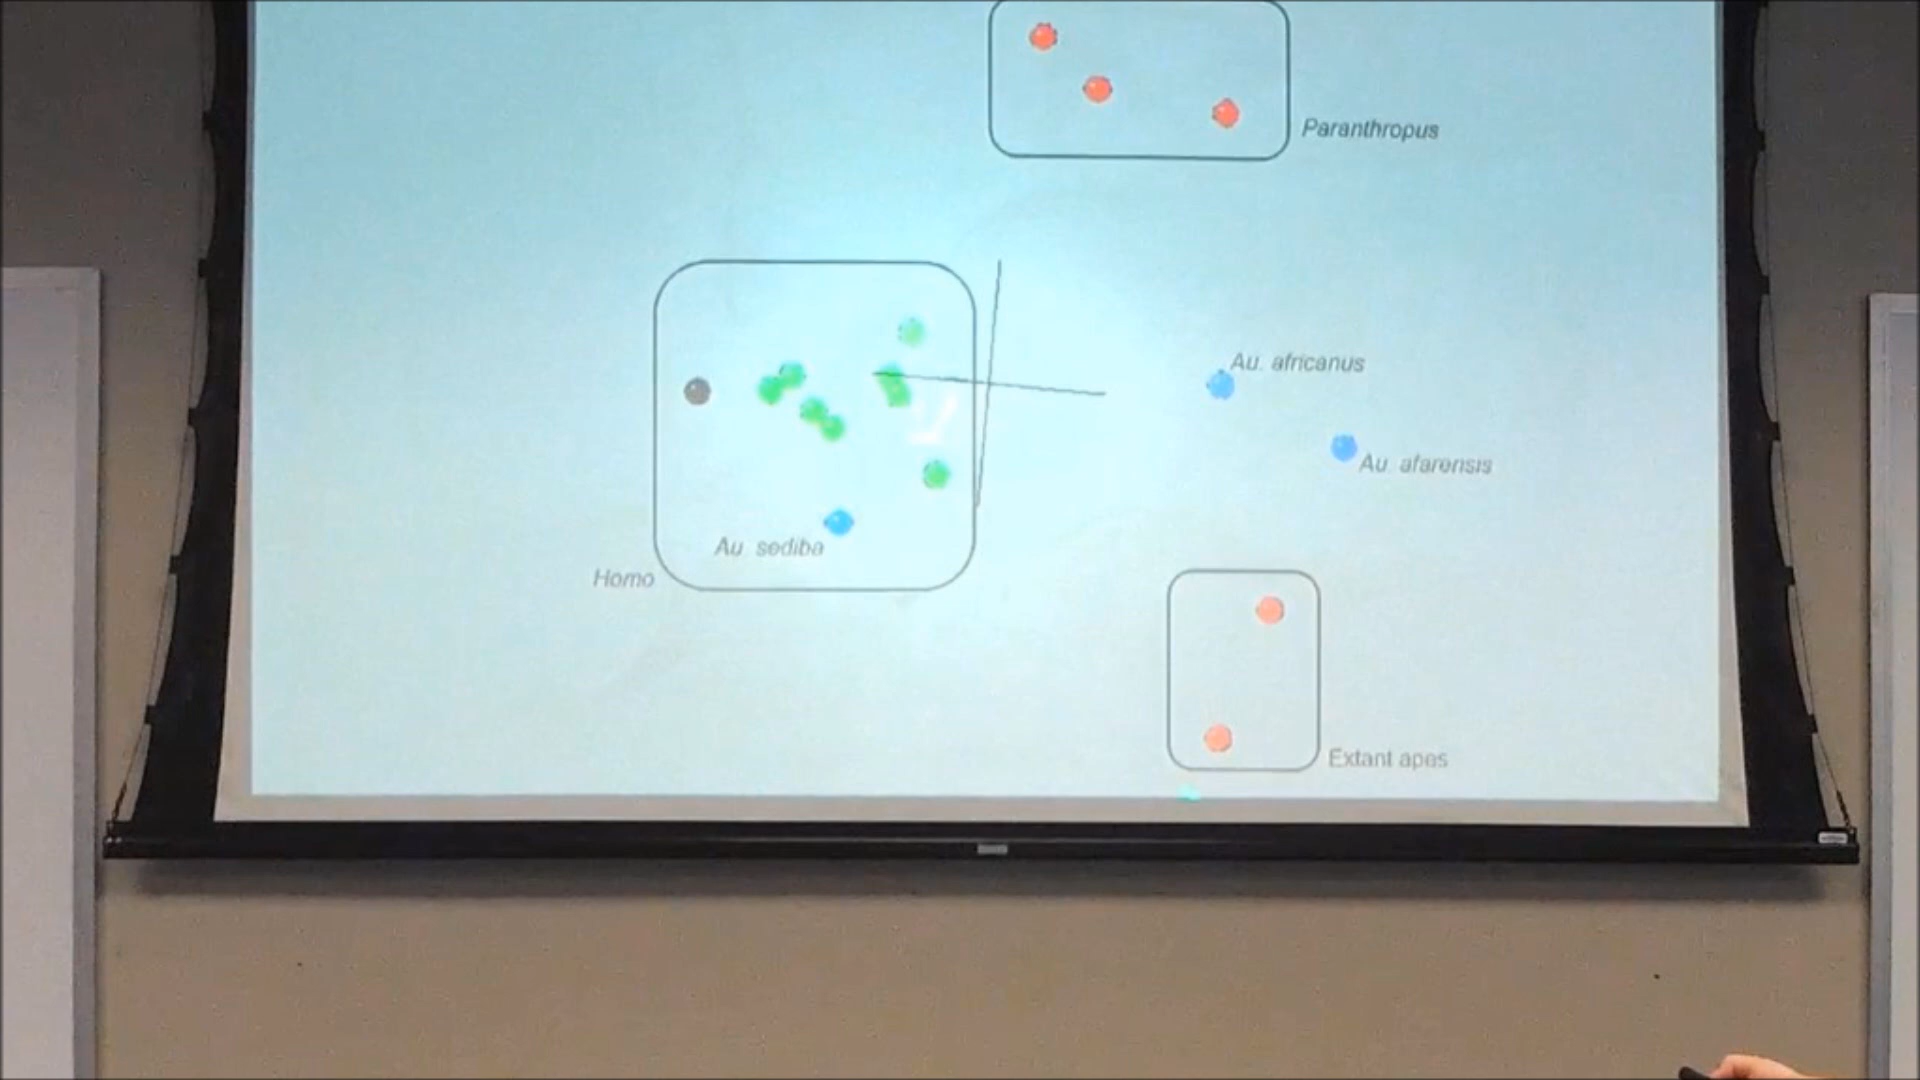 Paranthropus
Au. africanus
Au. afarensis
Au. sediba
Homo
Extant apes